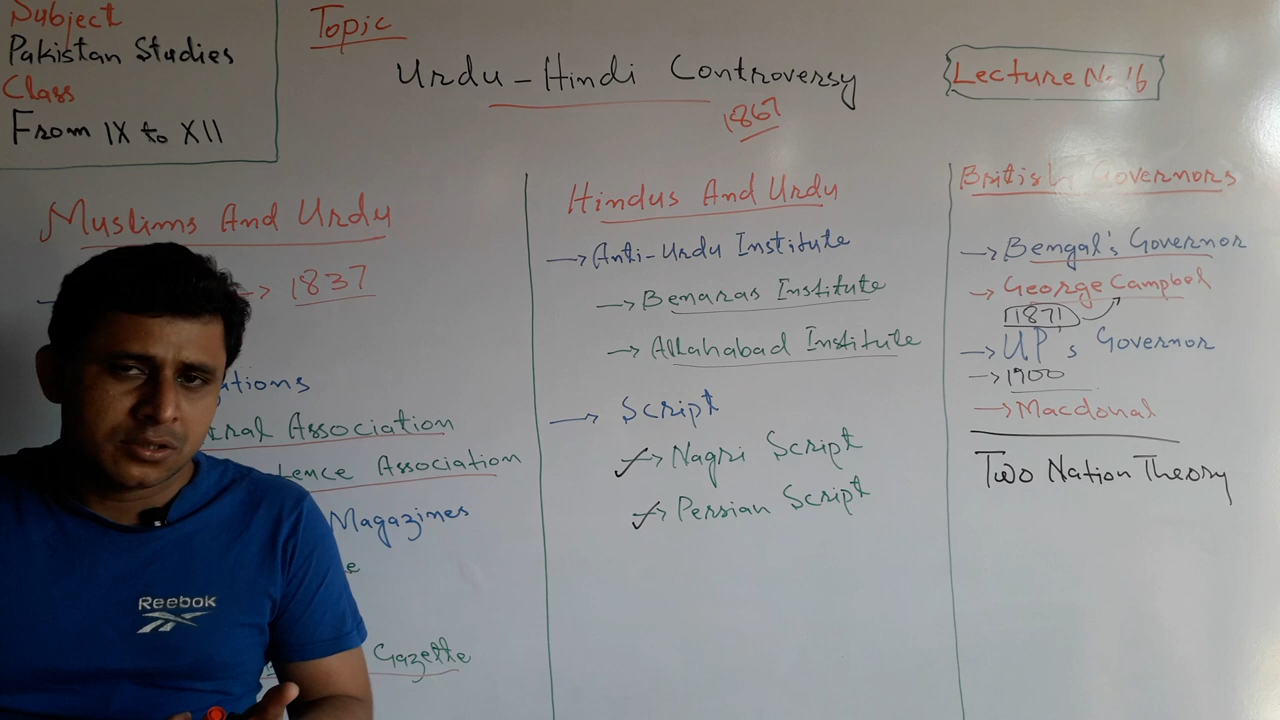 Subject
Pakistan Studies
Class
From IX to XII
Topic
Urdu-Hindi Controversy
1867
Lecture No. 16
Muslims And Urdu
→ 1837
Association
Association
Magazines
Gazette
Hindus And Urdu
→ Anti-Urdu Institute
→ Benaras Institute
→ Allahabad Institute
→ Script
✓→ Nagri Script
✓→ Persian Script
British Governors
→ Bengal's Governor
→ George Campbel
1871
→ UP's Governor
→ 1900
→ Macdonal
Two Nation Theory
Reebok